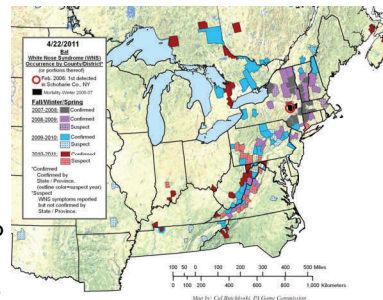 4/22/2011
Bat
White Nose Syndrome (WNS)
Occurrence by County/District*
(or portions thereof)
Feb. 2006: 1st detected
in Schoharie Co., NY
Mortality-Winter 2006-07
Fall/Winter/Spring
2007-2008: Confirmed
2008-2009: Confirmed
Suspect
2009-2010: Confirmed
Suspect
2010-2011: Confirmed
Suspect
*Confirmed
Confirmed by
State / Province.
(outline color=suspect year)
*Suspect
WNS symptoms reported
but not confirmed by
State / Province.
100 50 0 100 200 300 400 500 Miles
100 0 200 400 600 800 1,000 Kilometers
Map by: Cal Butchkoski, PA Game Commission